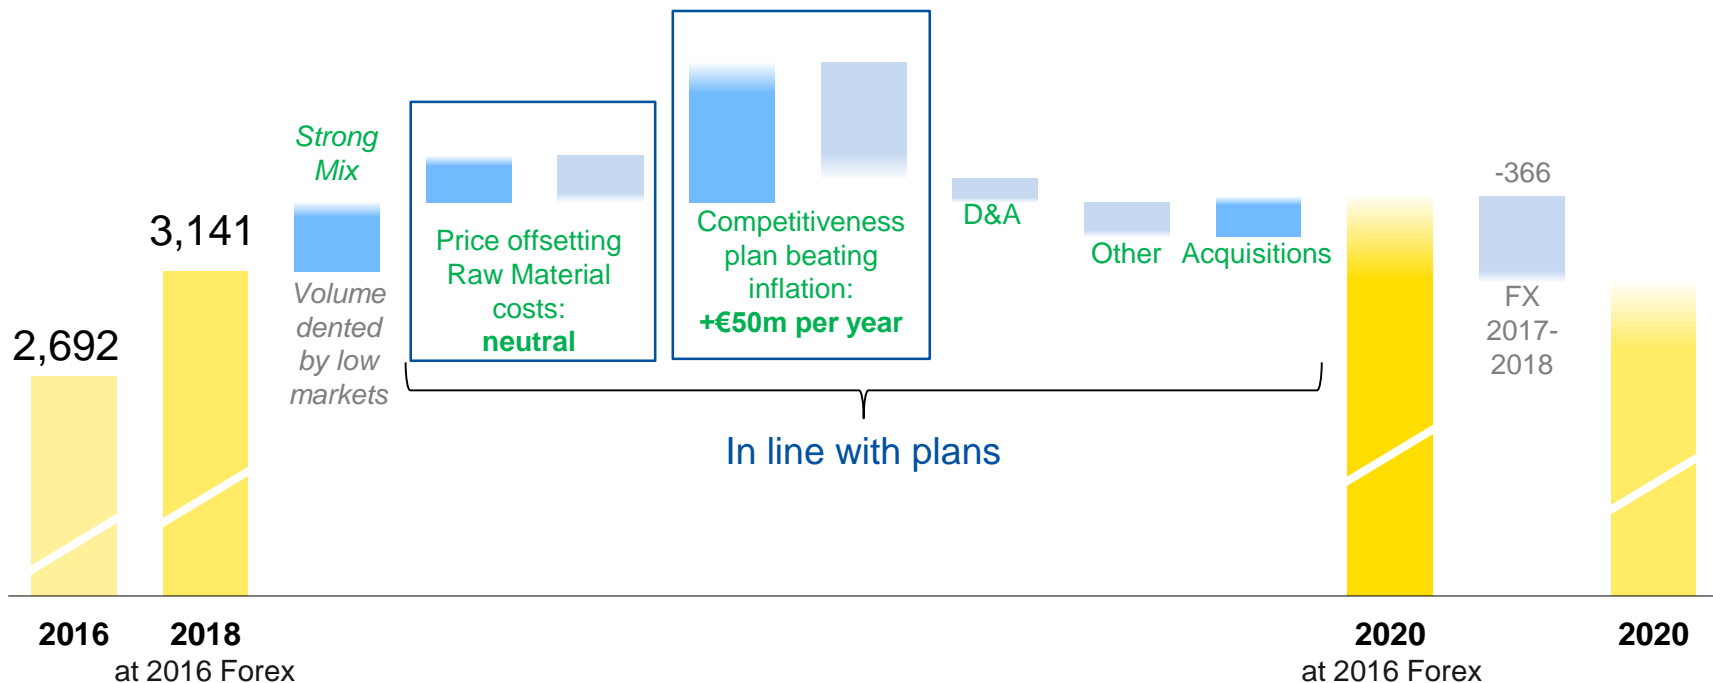 2,692
3,141
Strong
Mix
Volume
dented
by low
markets
Price offsetting
Raw Material
costs:
neutral
Competitiveness
plan beating
inflation:
+€50m per year
D&A
Other
Acquisitions
-366
FX
2017-
2018
In line with plans
2016
2018
at 2016 Forex
2020
at 2016 Forex
2020